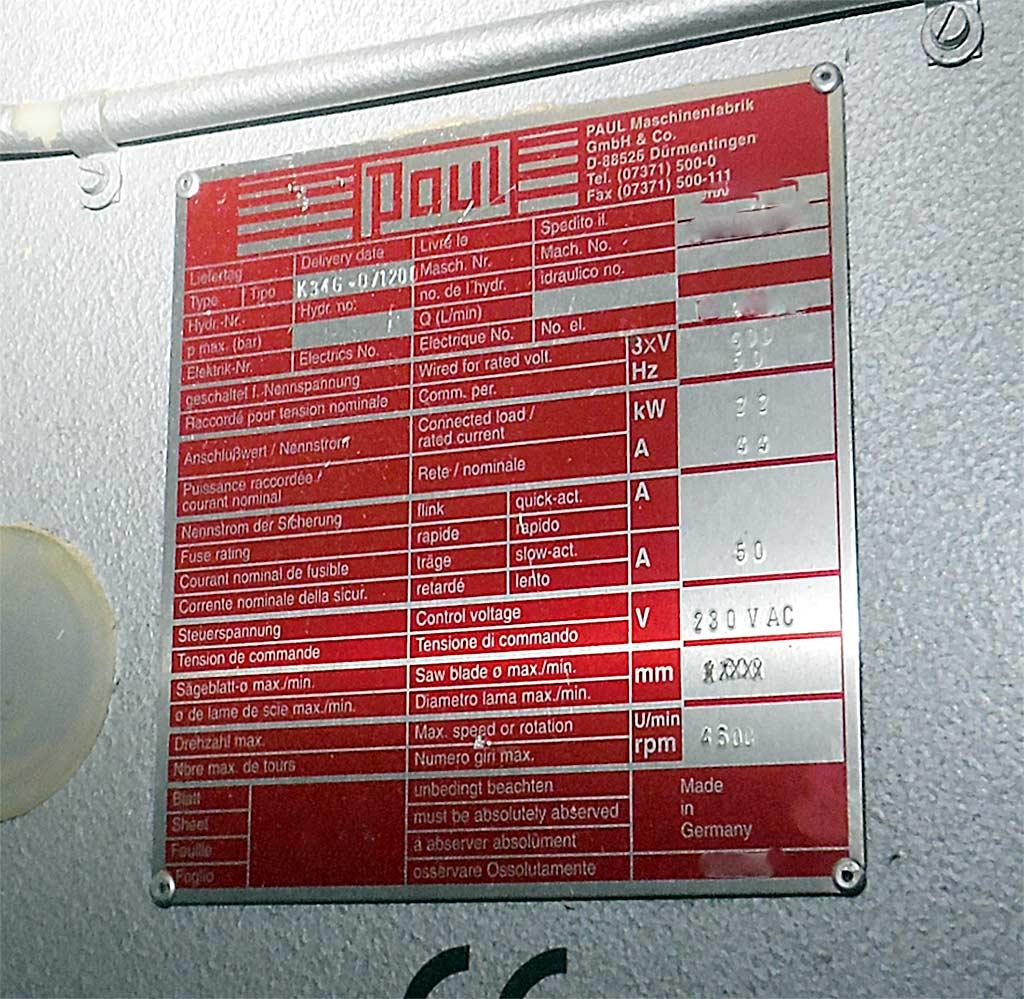 Paul
PAUL Maschinenfabrik
GmbH & Co.
D-88525 Dürmentingen
Tel. (07371) 500-0
Fax (07371) 500-111
Liefertag Delivery date Livré le Spedito il.
Type Tipo K34G-D/120 Masch. Nr. Mach. No.
Hydr.-Nr. Hydr. no. no. de l'hydr. idraulico no.
p max. (bar) Q (L/min)
Elektrik-Nr. Electrics No. Electrique No. No. el.
geschaltet f. Nennspannung Wired for rated volt. 3xV
Raccordé pour tension nominale Comm. per. Hz 50
Anschlußwert / Nennstrom Connected load / rated current kW 22
Puissance raccordée / courant nominal Rete / nominale A 44
Nennstrom der Sicherung flink quick-act. A
Fuse rating rapide rapido
Courant nominal de fusible träge slow-act. A 50
Corrente nominale della sicur. retardé lento
Steuerspannung Control voltage V 230 V AC
Tension de commande Tensione di commando
Sägeblatt-ø max./min. Saw blade ø max./min. mm
ø de lame de scie max./min. Diametro lama max./min.
Drehzahl max. Max. speed or rotation U/min 4500
Nbre max. de tours Numero giri max. rpm
Blatt unbedingt beachten Made
Sheet must be absolutely observed in
Feuille a observer absolument Germany
Foglio osservare Ossolutamente
CE